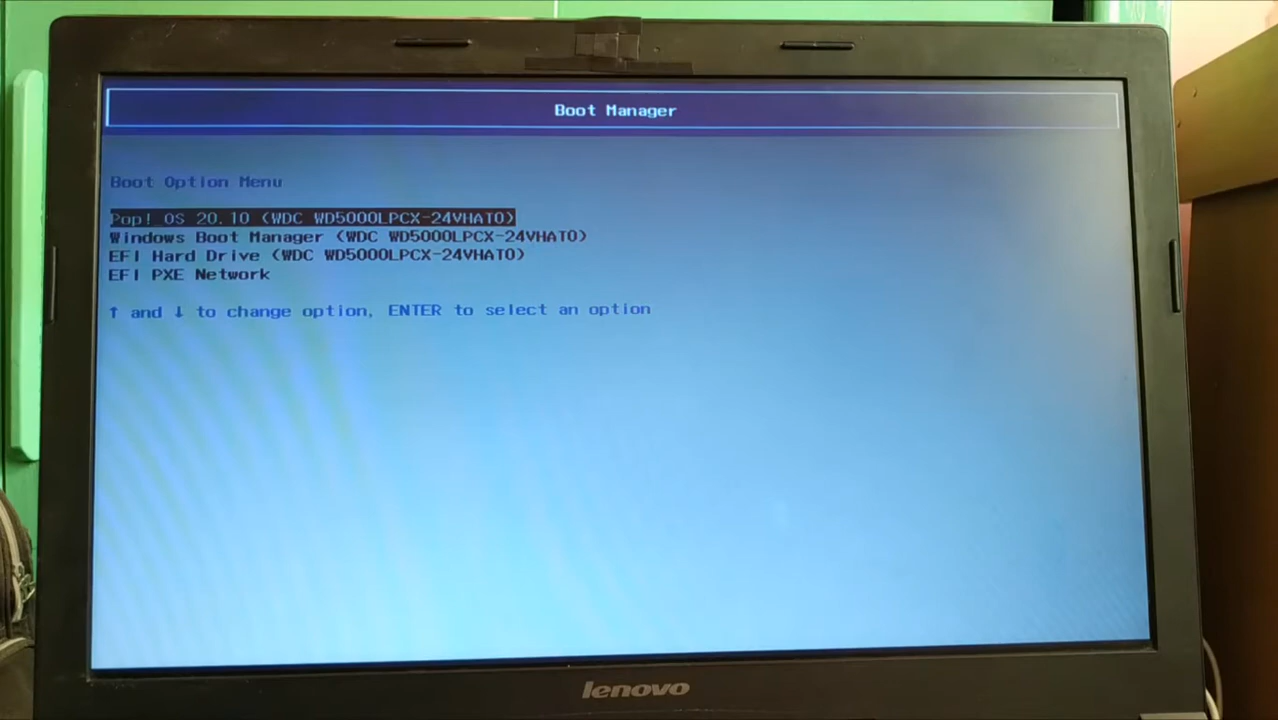 Boot Manager
Boot Option Menu
Pop! OS 20.10 (WDC WD5000LPCX-24VHAT0)
Windows Boot Manager (WDC WD5000LPCX-24VHAT0)
EFI Hard Drive (WDC WD5000LPCX-24VHAT0)
EFI PXE Network
↑ and ↓ to change option, ENTER to select an option
lenovo